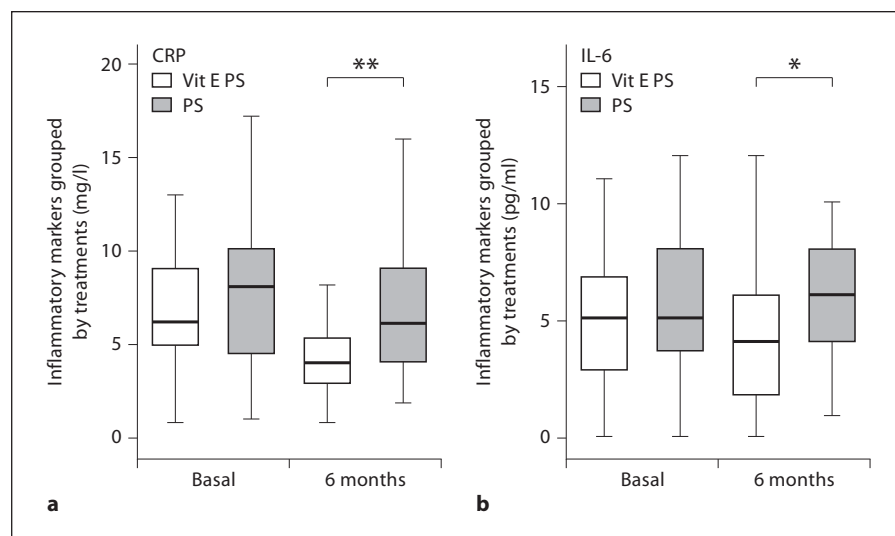 CRP
Vit E PS
PS
**
20
15
10
5
0
Inflammatory markers grouped
by treatments (mg/l)
Basal
6 months
a
IL-6
Vit E PS
PS
*
15
10
5
0
Inflammatory markers grouped
by treatments (pg/ml)
Basal
6 months
b